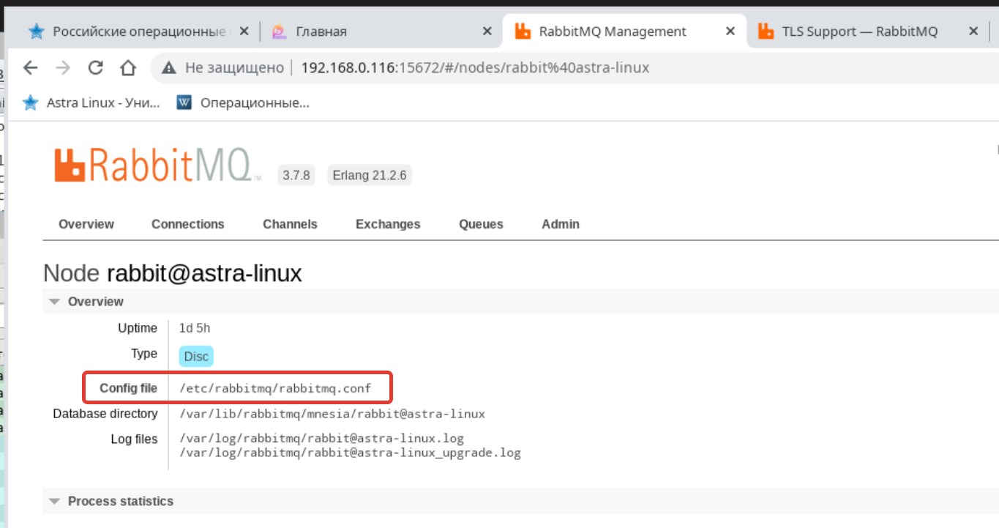 Российские операционные
Главная
RabbitMQ Management
TLS Support — RabbitMQ
Не защищено
192.168.0.116:15672/#/nodes/rabbit%40astra-linux
Astra Linux - Уни...
Операционные...
RabbitMQ TM
3.7.8
Erlang 21.2.6
Overview
Connections
Channels
Exchanges
Queues
Admin
Node rabbit@astra-linux
Overview
Uptime 1d 5h
Type Disc
Config file /etc/rabbitmq/rabbitmq.conf
Database directory /var/lib/rabbitmq/mnesia/rabbit@astra-linux
Log files /var/log/rabbitmq/rabbit@astra-linux.log
/var/log/rabbitmq/rabbit@astra-linux_upgrade.log
Process statistics